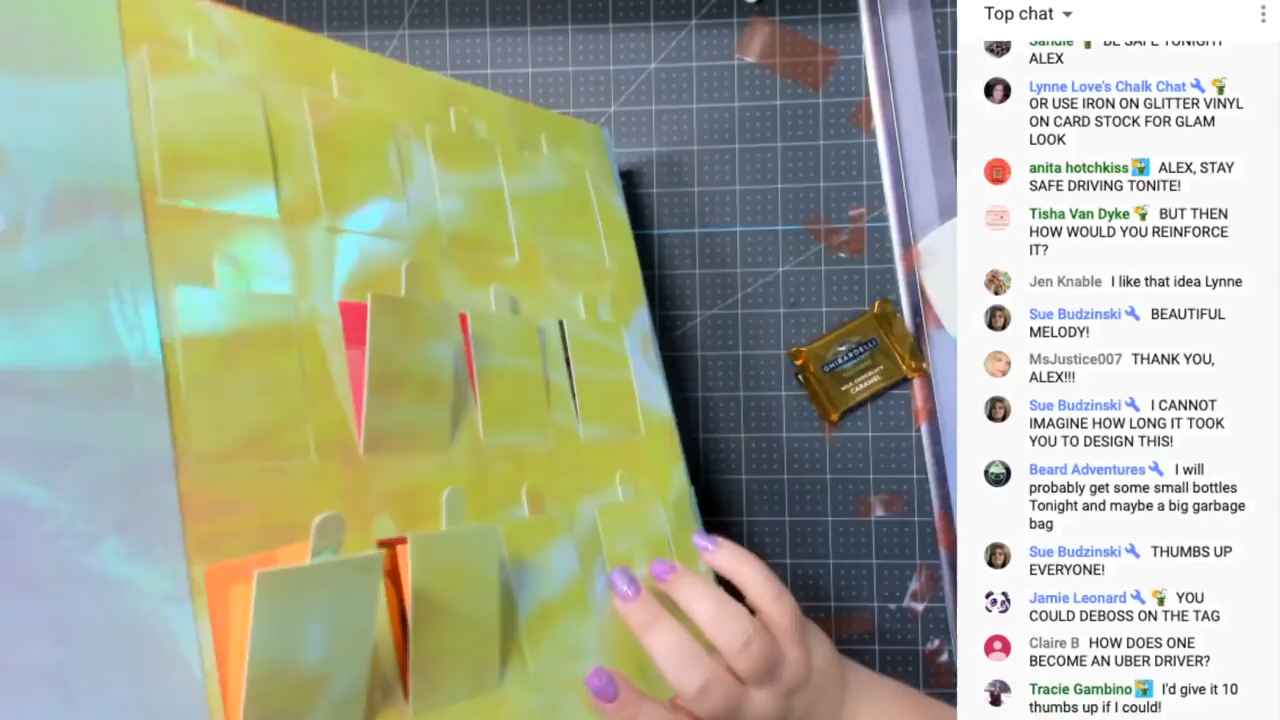 Top chat
Sandie BE SAFE TONIGHT
ALEX
Lynne Love's Chalk Chat
OR USE IRON ON GLITTER VINYL
ON CARD STOCK FOR GLAM
LOOK
anita hotchkiss ALEX, STAY
SAFE DRIVING TONITE!
Tisha Van Dyke BUT THEN
HOW WOULD YOU REINFORCE
IT?
Jen Knable I like that idea Lynne
Sue Budzinski BEAUTIFUL
MELODY!
MsJustice007 THANK YOU,
ALEX!!!
Sue Budzinski I CANNOT
IMAGINE HOW LONG IT TOOK
YOU TO DESIGN THIS!
Beard Adventures I will
probably get some small bottles
Tonight and maybe a big garbage
bag
Sue Budzinski THUMBS UP
EVERYONE!
Jamie Leonard YOU
COULD DEBOSS ON THE TAG
Claire B HOW DOES ONE
BECOME AN UBER DRIVER?
Tracie Gambino I'd give it 10
thumbs up if I could!
GHIRARDELLI
MILK CHOCOLATE
CARAMEL